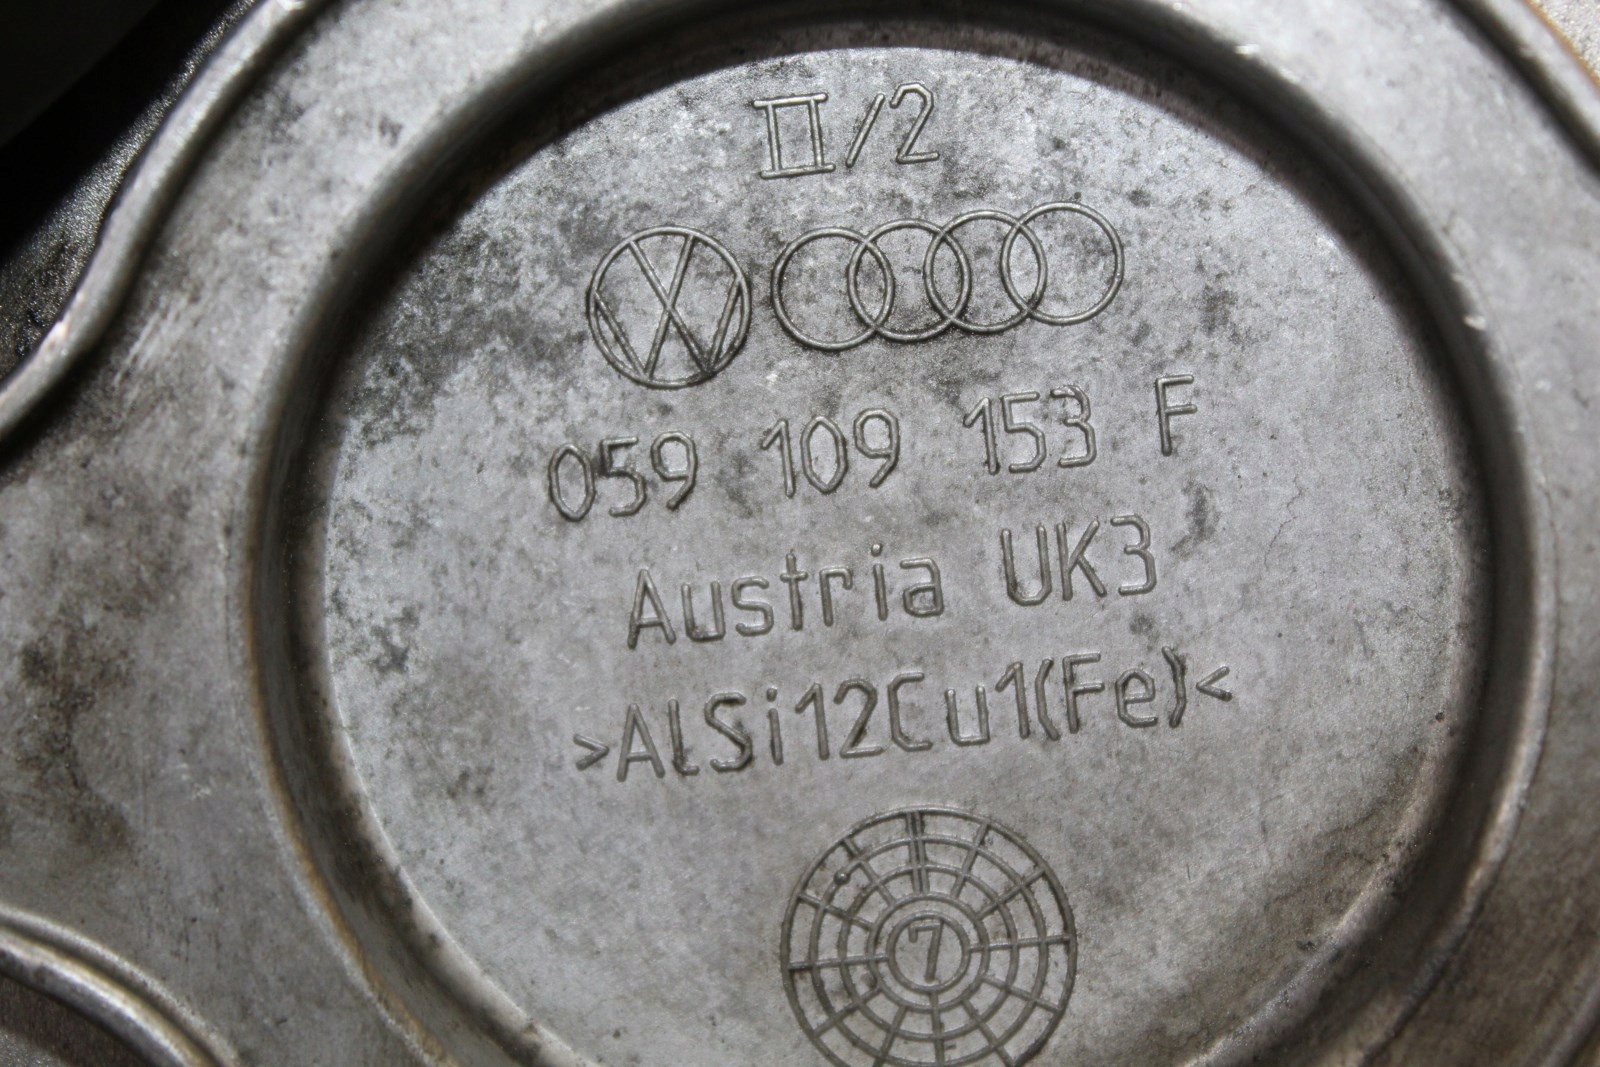 II/2
059 109 153 F
Austria UK3
>AlSi12Cu1(Fe)<
7